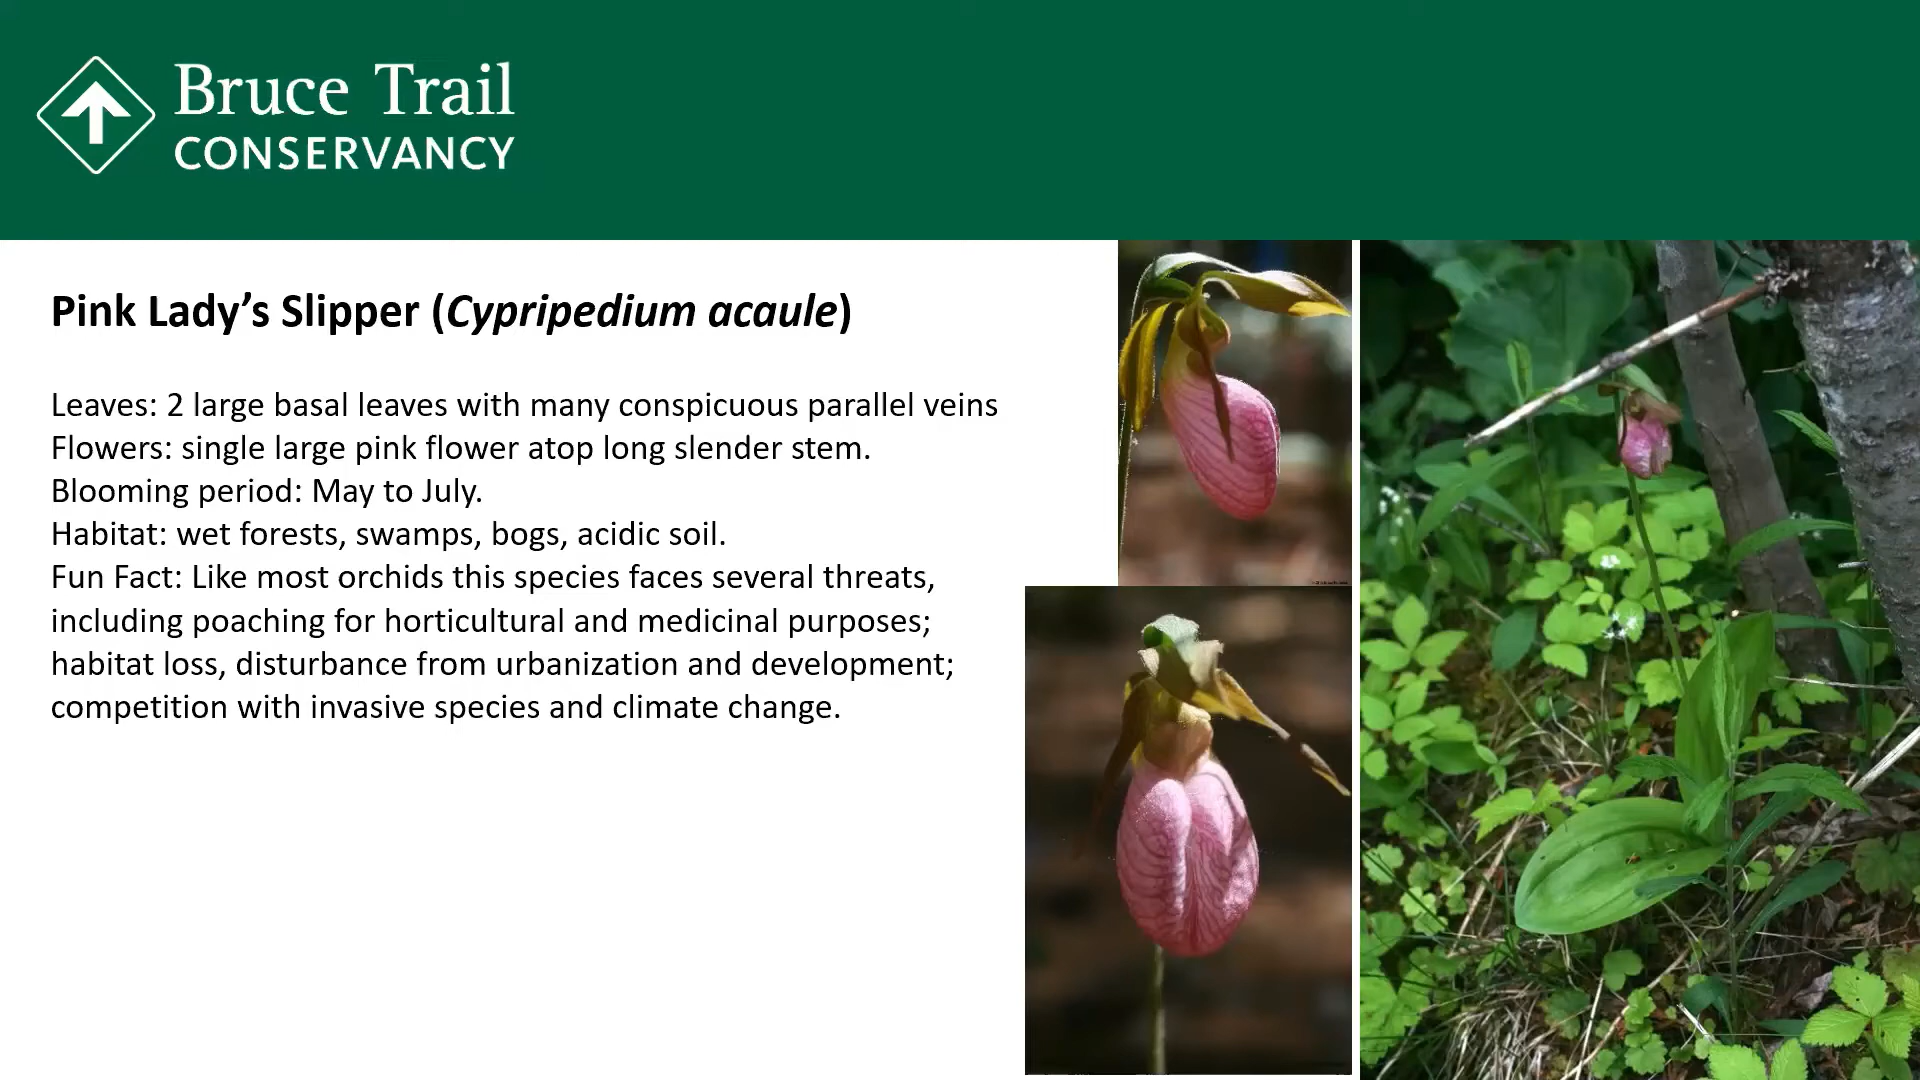 Bruce Trail
CONSERVANCY
Pink Lady’s Slipper (Cypripedium acaule)
Leaves: 2 large basal leaves with many conspicuous parallel veins
Flowers: single large pink flower atop long slender stem.
Blooming period: May to July.
Habitat: wet forests, swamps, bogs, acidic soil.
Fun Fact: Like most orchids this species faces several threats,
including poaching for horticultural and medicinal purposes;
habitat loss, disturbance from urbanization and development;
competition with invasive species and climate change.